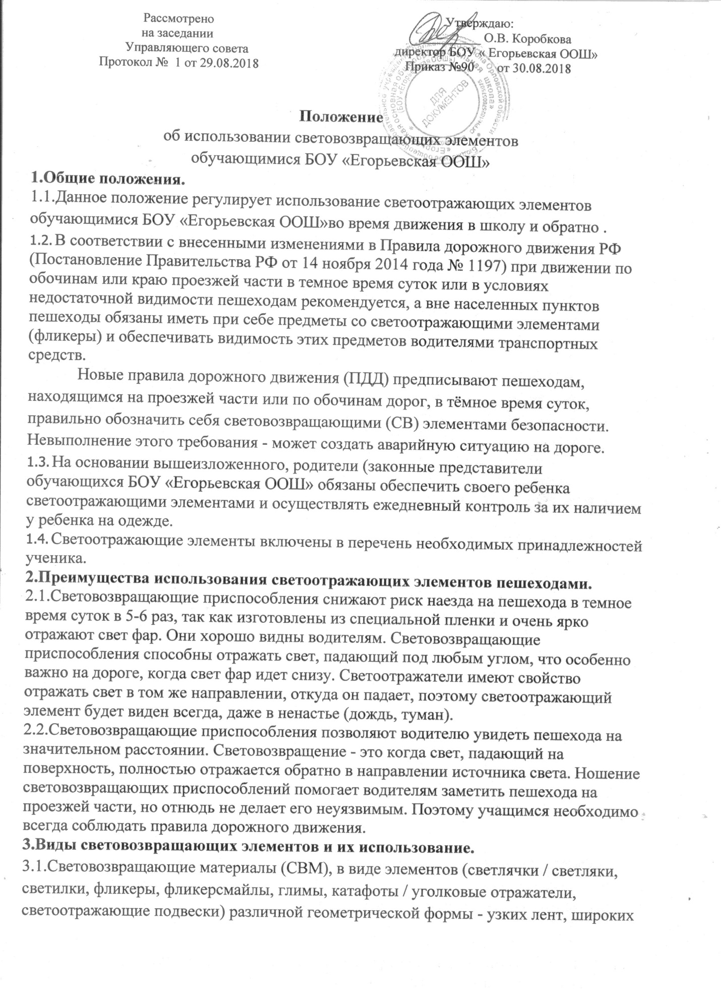 Рассмотрено
на заседании
Управляющего совета
Протокол № 1 от 29.08.2018
Утверждаю:
О.В. Коробкова
директор БОУ « Егорьевская ООШ»
Приказ №90 от 30.08.2018
ДЛЯ
ДОКУМЕНТОВ
Положение
об использовании световозвращающих элементов
обучающимися БОУ «Егорьевская ООШ»
1.Общие положения.
1.1.Данное положение регулирует использование светоотражающих элементов
обучающимися БОУ «Егорьевская ООШ»во время движения в школу и обратно .
1.2. В соответствии с внесенными изменениями в Правила дорожного движения РФ
(Постановление Правительства РФ от 14 ноября 2014 года № 1197) при движении по
обочинам или краю проезжей части в темное время суток или в условиях
недостаточной видимости пешеходам рекомендуется, а вне населенных пунктов
пешеходы обязаны иметь при себе предметы со светоотражающими элементами
(фликеры) и обеспечивать видимость этих предметов водителями транспортных
средств.
Новые правила дорожного движения (ПДД) предписывают пешеходам,
находящимся на проезжей части или по обочинам дорог, в тёмное время суток,
правильно обозначить себя световозвращающими (СВ) элементами безопасности.
Невыполнение этого требования - может создать аварийную ситуацию на дороге.
1.3. На основании вышеизложенного, родители (законные представители
обучающихся БОУ «Егорьевская ООШ» обязаны обеспечить своего ребенка
светоотражающими элементами и осуществлять ежедневный контроль за их наличием
у ребенка на одежде.
1.4. Светоотражающие элементы включены в перечень необходимых принадлежностей
ученика.
2.Преимущества использования светоотражающих элементов пешеходами.
2.1.Световозвращающие приспособления снижают риск наезда на пешехода в темное
время суток в 5-6 раз, так как изготовлены из специальной пленки и очень ярко
отражают свет фар. Они хорошо видны водителям. Световозвращающие
приспособления способны отражать свет, падающий под любым углом, что особенно
важно на дороге, когда свет фар идет снизу. Светоотражатели имеют свойство
отражать свет в том же направлении, откуда он падает, поэтому светоотражающий
элемент будет виден всегда, даже в ненастье (дождь, туман).
2.2.Световозвращающие приспособления позволяют водителю увидеть пешехода на
значительном расстоянии. Световозвращение - это когда свет, падающий на
поверхность, полностью отражается обратно в направлении источника света. Ношение
световозвращающих приспособлений помогает водителям заметить пешехода на
проезжей части, но отнюдь не делает его неуязвимым. Поэтому учащимся необходимо
всегда соблюдать правила дорожного движения.
3.Виды световозвращающих элементов и их использование.
3.1.Световозвращающие материалы (СВМ), в виде элементов (светлячки / светляки,
светилки, фликеры, фликерсмайлы, глимы, катафоты / уголковые отражатели,
светоотражающие подвески) различной геометрической формы - узких лент, широких